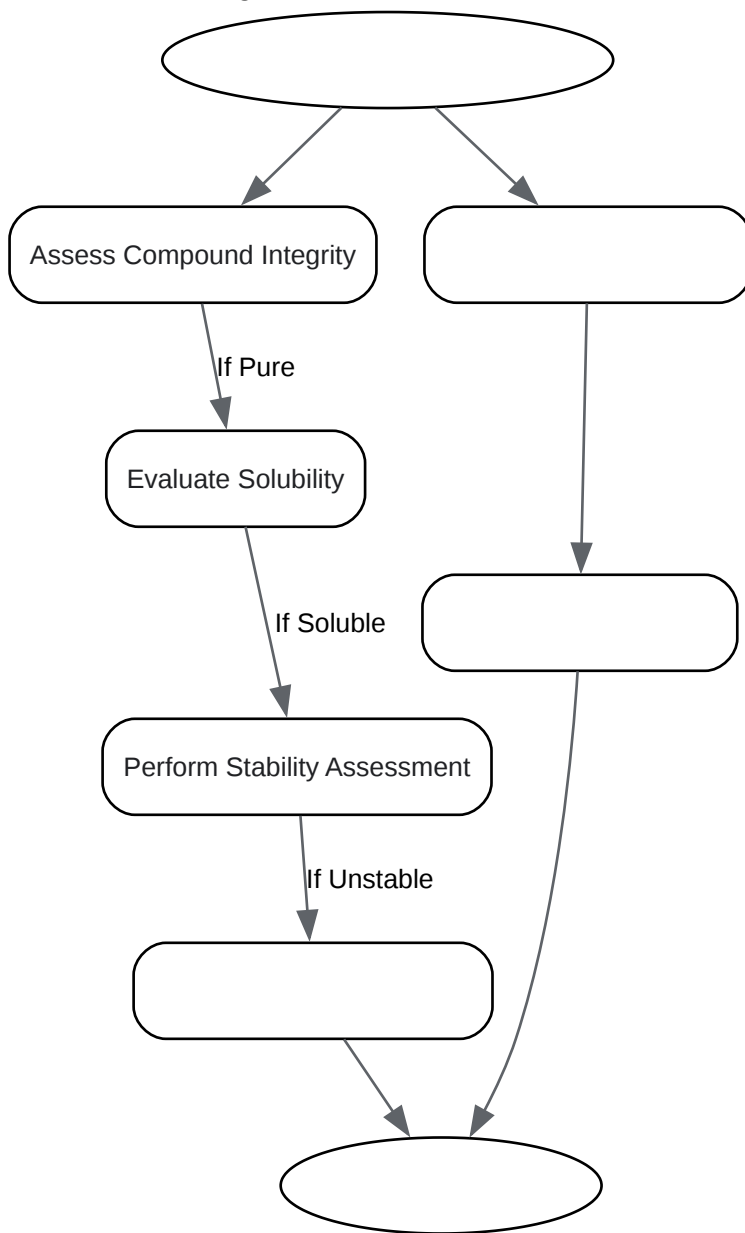 Assess Compound Integrity
If Pure
Evaluate Solubility
If Soluble
Perform Stability Assessment
If Unstable